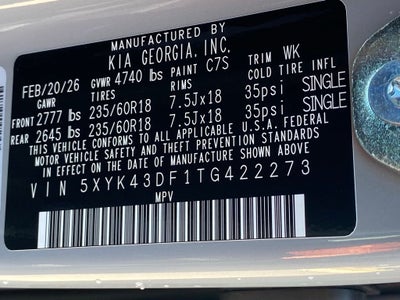 MANUFACTURED BY
KIA GEORGIA, INC.
FEB/20/26 GVWR 4740 lbs PAINT C7S TRIM WK
GAWR TIRES RIMS COLD TIRE INFL
FRONT 2777 lbs 235/60R18 7.5Jx18 35psi SINGLE
REAR 2645 lbs 235/60R18 7.5Jx18 35psi SINGLE
THIS VEHICLE CONFORMS TO ALL APPLICABLE U.S.A. FEDERAL
MOTOR VEHICLE SAFETY AND THEFT PREVENTION STANDARDS
IN EFFECT ON THE DATE OF MANUFACTURE SHOWN ABOVE
VIN 5XYK43DF1TG422273
MPV